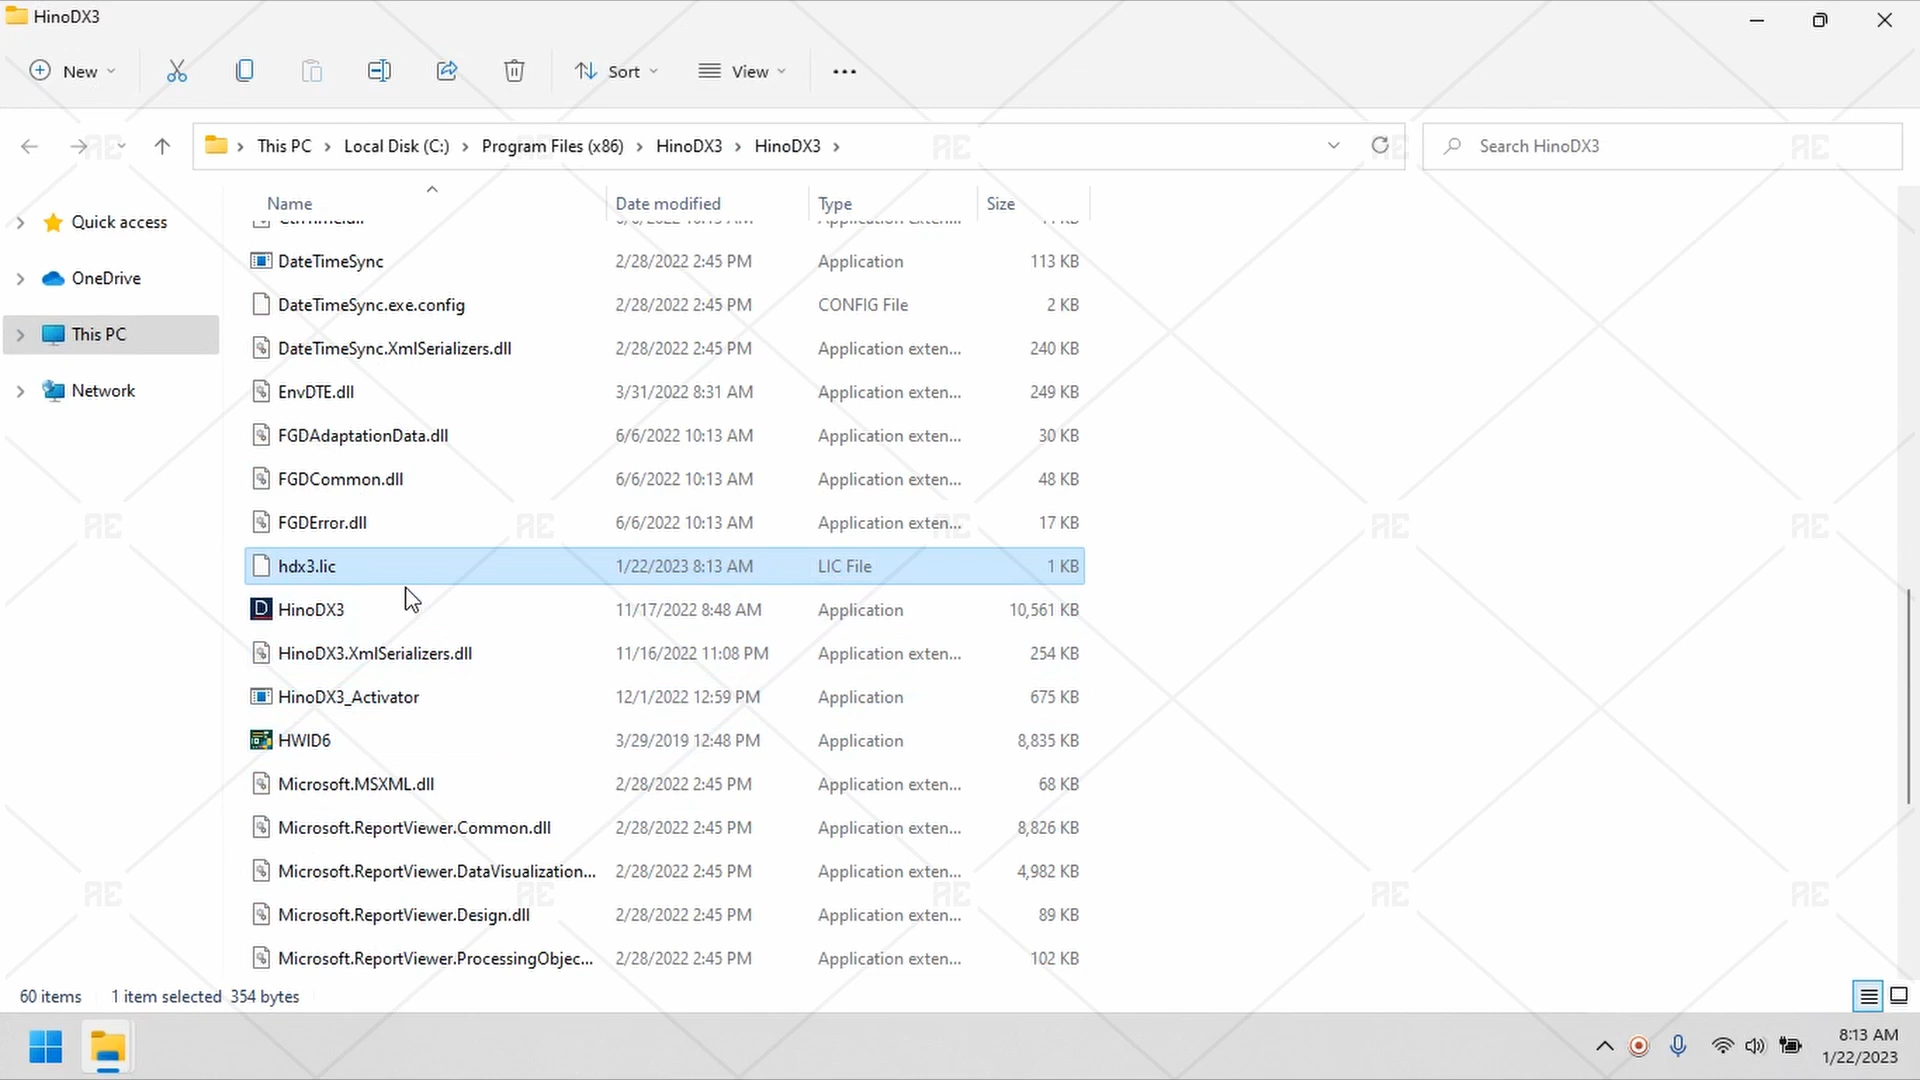 HinoDX3
New
Sort
View
This PC > Local Disk (C:) > Program Files (x86) > HinoDX3 > HinoDX3 >
Search HinoDX3
Quick access
OneDrive
This PC
Network
Name Date modified Type Size
DateTimeSync 2/28/2022 2:45 PM Application 113 KB
DateTimeSync.exe.config 2/28/2022 2:45 PM CONFIG File 2 KB
DateTimeSync.XmlSerializers.dll 2/28/2022 2:45 PM Application exten... 240 KB
EnvDTE.dll 3/31/2022 8:31 AM Application exten... 249 KB
FGDAdaptationData.dll 6/6/2022 10:13 AM Application exten... 30 KB
FGDCommon.dll 6/6/2022 10:13 AM Application exten... 48 KB
FGDError.dll 6/6/2022 10:13 AM Application exten... 17 KB
hdx3.lic 1/22/2023 8:13 AM LIC File 1 KB
HinoDX3 11/17/2022 8:48 AM Application 10,561 KB
HinoDX3.XmlSerializers.dll 11/16/2022 11:08 PM Application exten... 254 KB
HinoDX3_Activator 12/1/2022 12:59 PM Application 675 KB
HWID6 3/29/2019 12:48 PM Application 8,835 KB
Microsoft.MSXML.dll 2/28/2022 2:45 PM Application exten... 68 KB
Microsoft.ReportViewer.Common.dll 2/28/2022 2:45 PM Application exten... 8,826 KB
Microsoft.ReportViewer.DataVisualization... 2/28/2022 2:45 PM Application exten... 4,982 KB
Microsoft.ReportViewer.Design.dll 2/28/2022 2:45 PM Application exten... 89 KB
Microsoft.ReportViewer.ProcessingObjec... 2/28/2022 2:45 PM Application exten... 102 KB
60 items 1 item selected 354 bytes
8:13 AM
1/22/2023